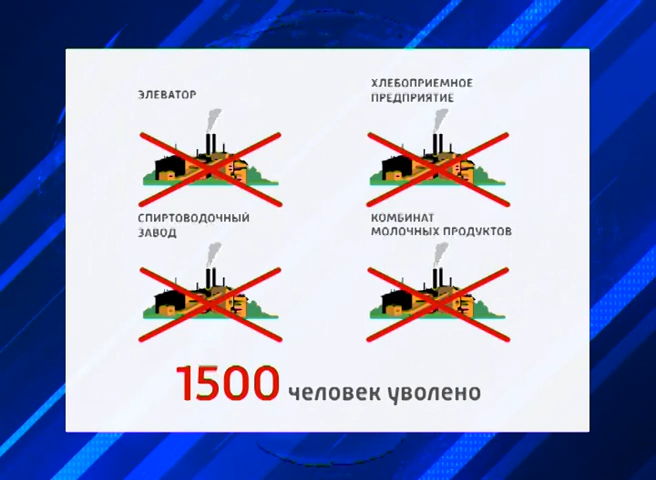 ЭЛЕВАТОР
ХЛЕБОПРИЕМНОЕ
ПРЕДПРИЯТИЕ
СПИРТОВОДОЧНЫЙ
ЗАВОД
КОМБИНАТ
МОЛОЧНЫХ ПРОДУКТОВ
1500 человек уволено